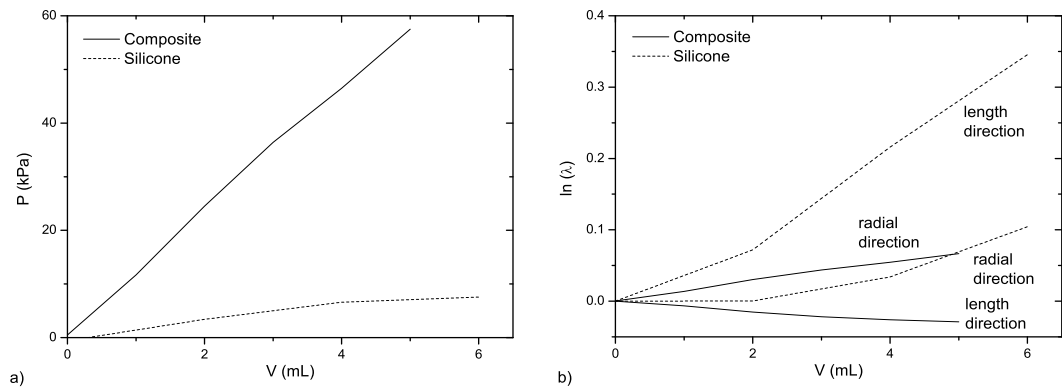 60
40
20
0
0
2
4
6
P (kPa)
V (mL)
Composite
Silicone
a)
0.4
0.3
0.2
0.1
0.0
0
2
4
6
ln (λ)
V (mL)
Composite
Silicone
length
direction
radial
direction
radial
direction
length
direction
b)